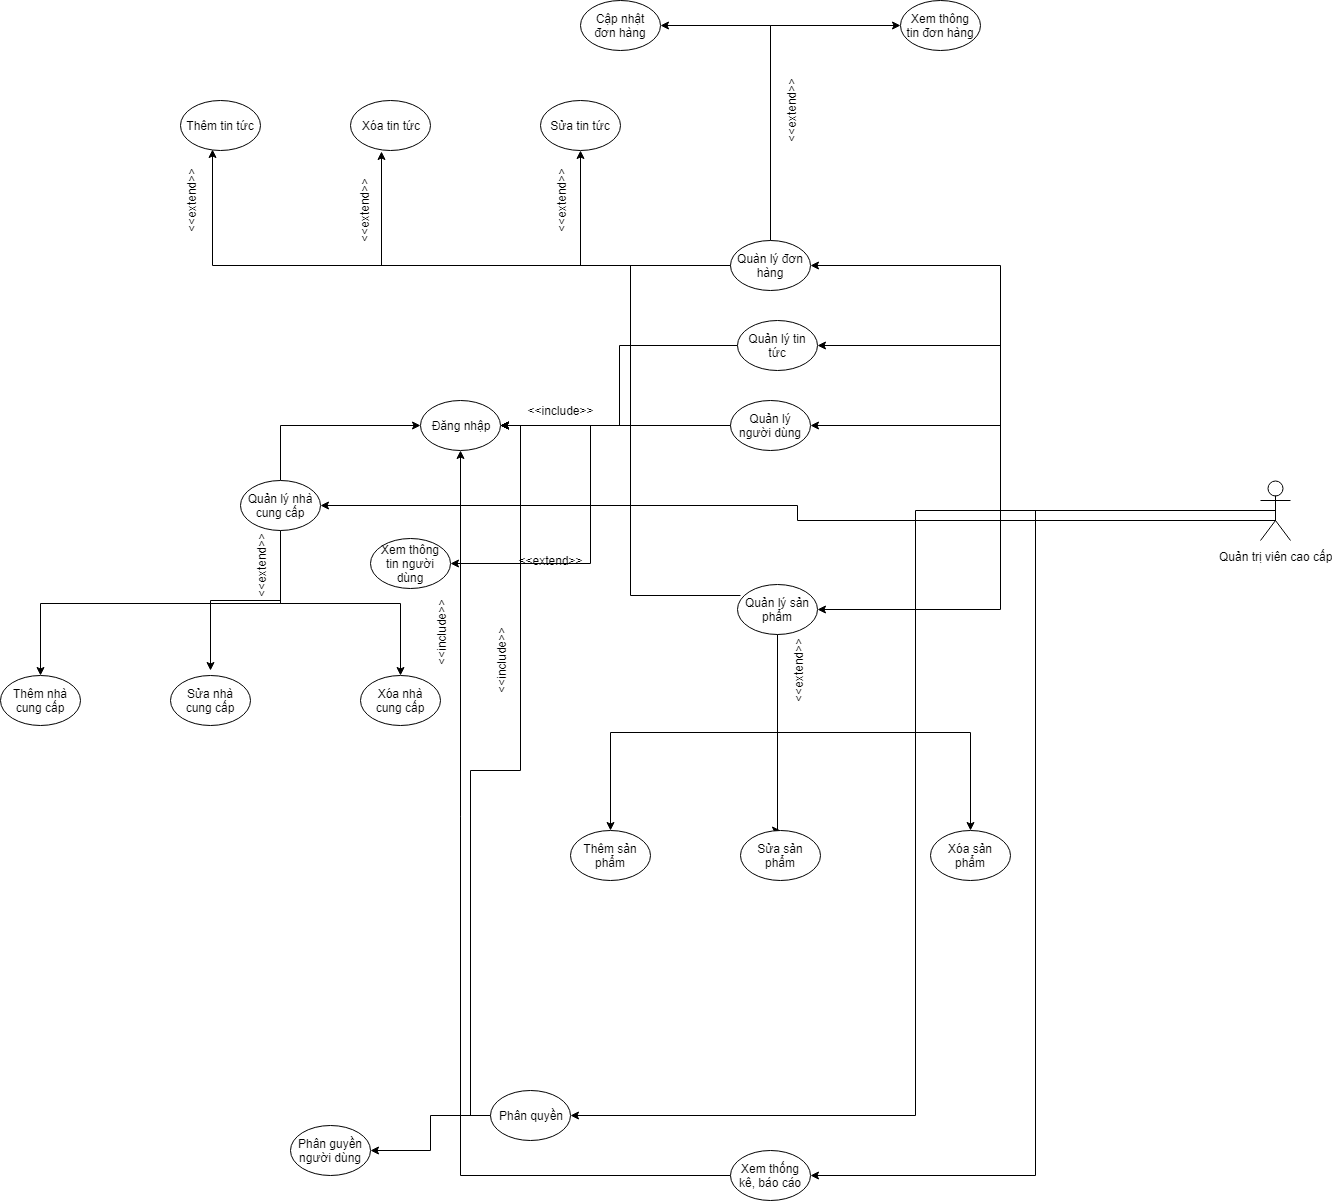 Cập nhật
đơn hàng
Xem thông
tin đơn hàng
<<extend>>
Thêm tin tức
Xóa tin tức
Sửa tin tức
<<extend>>
<<extend>>
<<extend>>
Quản lý đơn
hàng
Quản lý tin
tức
<<include>>
Đăng nhập
Quản lý
người dùng
Quản lý nhà
cung cấp
Quản trị viên cao cấp
<<extend>>
Xem thông
tin người
dùng
<<extend>>
<<include>>
<<include>>
Quản lý sản
phẩm
<<extend>>
Thêm nhà
cung cấp
Sửa nhà
cung cấp
Xóa nhà
cung cấp
Thêm sản
phẩm
Sửa sản
phẩm
Xóa sản
phẩm
Phân quyền
Phân guyền
người dùng
Xem thống
kê, báo cáo